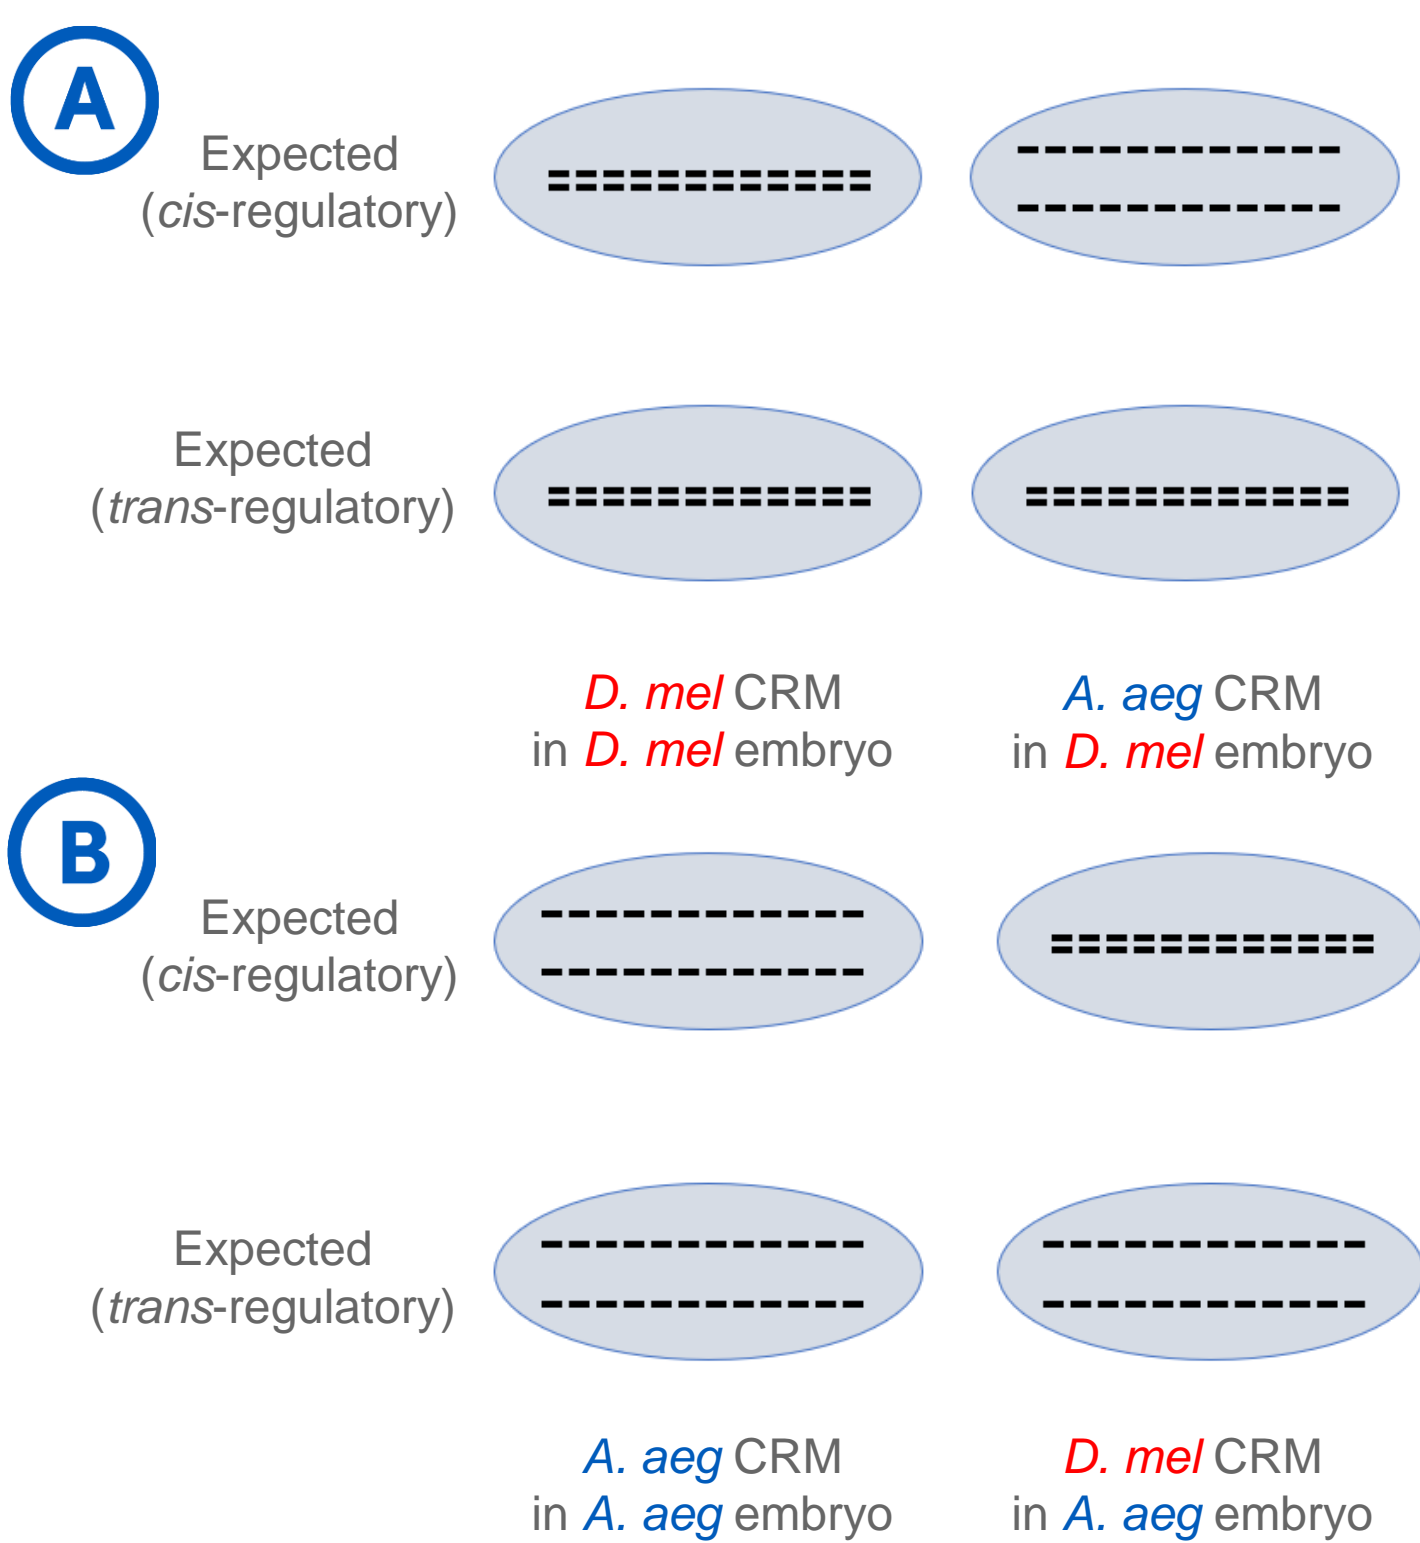 A
Expected
(cis-regulatory)
Expected
(trans-regulatory)
D. mel CRM
in D. mel embryo
A. aeg CRM
in D. mel embryo
B
Expected
(cis-regulatory)
Expected
(trans-regulatory)
A. aeg CRM
in A. aeg embryo
D. mel CRM
in A. aeg embryo